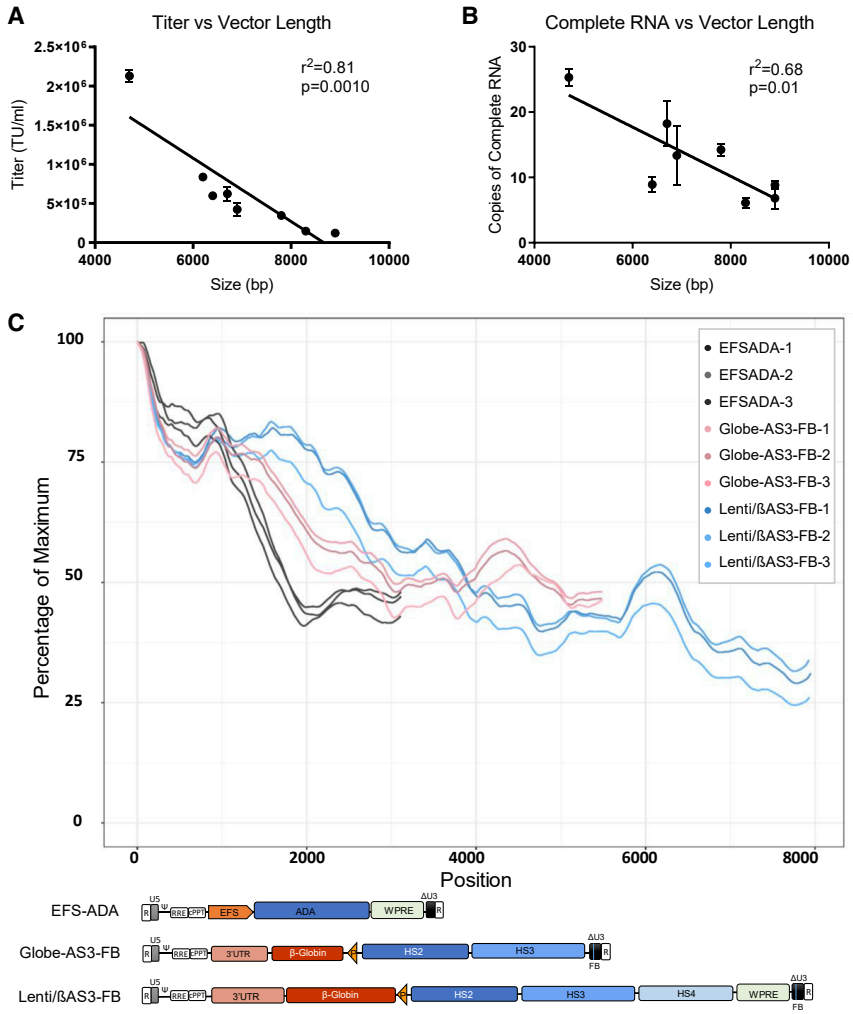 A
Titer vs Vector Length
2.5×10⁶
2×10⁶
1.5×10⁶
1×10⁶
5×10⁵
0
Titer (TU/ml)
r²=0.81
p=0.0010
4000 6000 8000 10000
Size (bp)
B
Complete RNA vs Vector Length
30
20
10
0
Copies of Complete RNA
r²=0.68
p=0.01
4000 6000 8000 10000
Size (bp)
C
100
75
50
25
0
Percentage of Maximum
EFSADA-1
EFSADA-2
EFSADA-3
Globe-AS3-FB-1
Globe-AS3-FB-2
Globe-AS3-FB-3
Lenti/ßAS3-FB-1
Lenti/ßAS3-FB-2
Lenti/ßAS3-FB-3
0 2000 4000 6000 8000
Position
U5 ΔU3
EFS-ADA R Ψ RRE cPPT EFS ADA WPRE R
U5 ΔU3
Globe-AS3-FB R Ψ RRE cPPT 3'UTR β-Globin P HS2 HS3 R
FB
U5 ΔU3
Lenti/ßAS3-FB R Ψ RRE cPPT 3'UTR β-Globin P HS2 HS3 HS4 WPRE R
FB